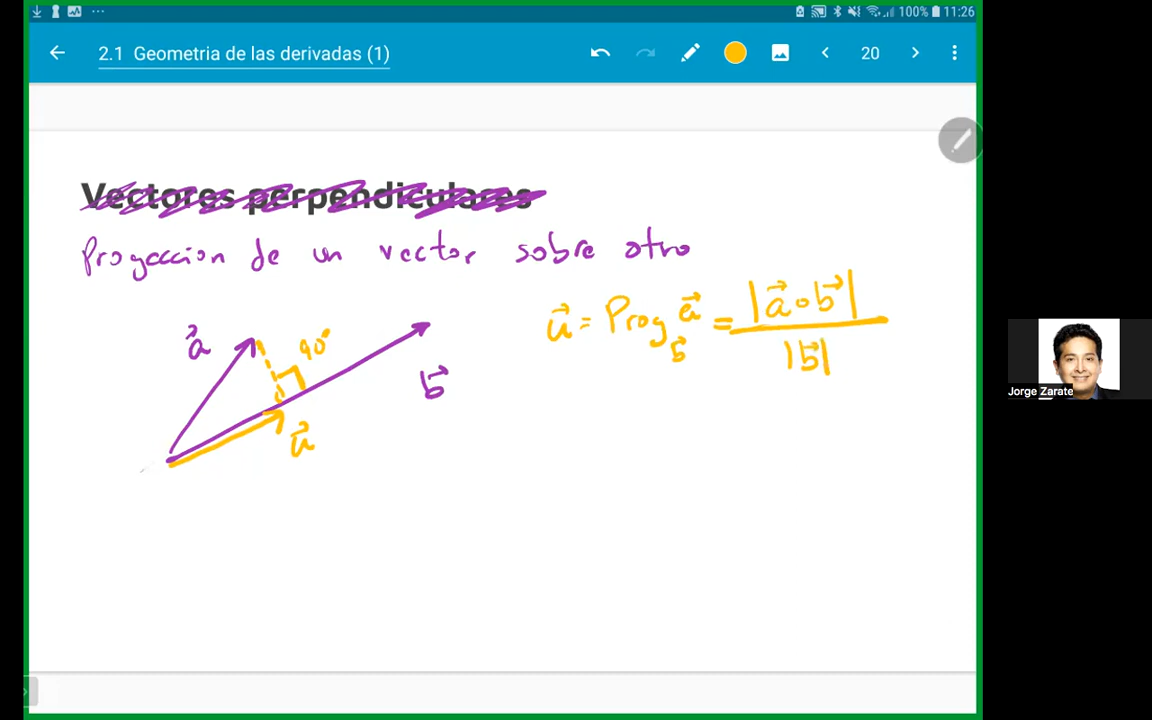 100% 11:26
2.1 Geometria de las derivadas (1)
20
Vectores perpendiculares
Proyeccion de un vector sobre otro
a⃗
90°
b⃗
u⃗
u⃗ = Proy_b⃗ a⃗ = |a⃗ ∘ b⃗| / |b⃗|
Jorge Zarate